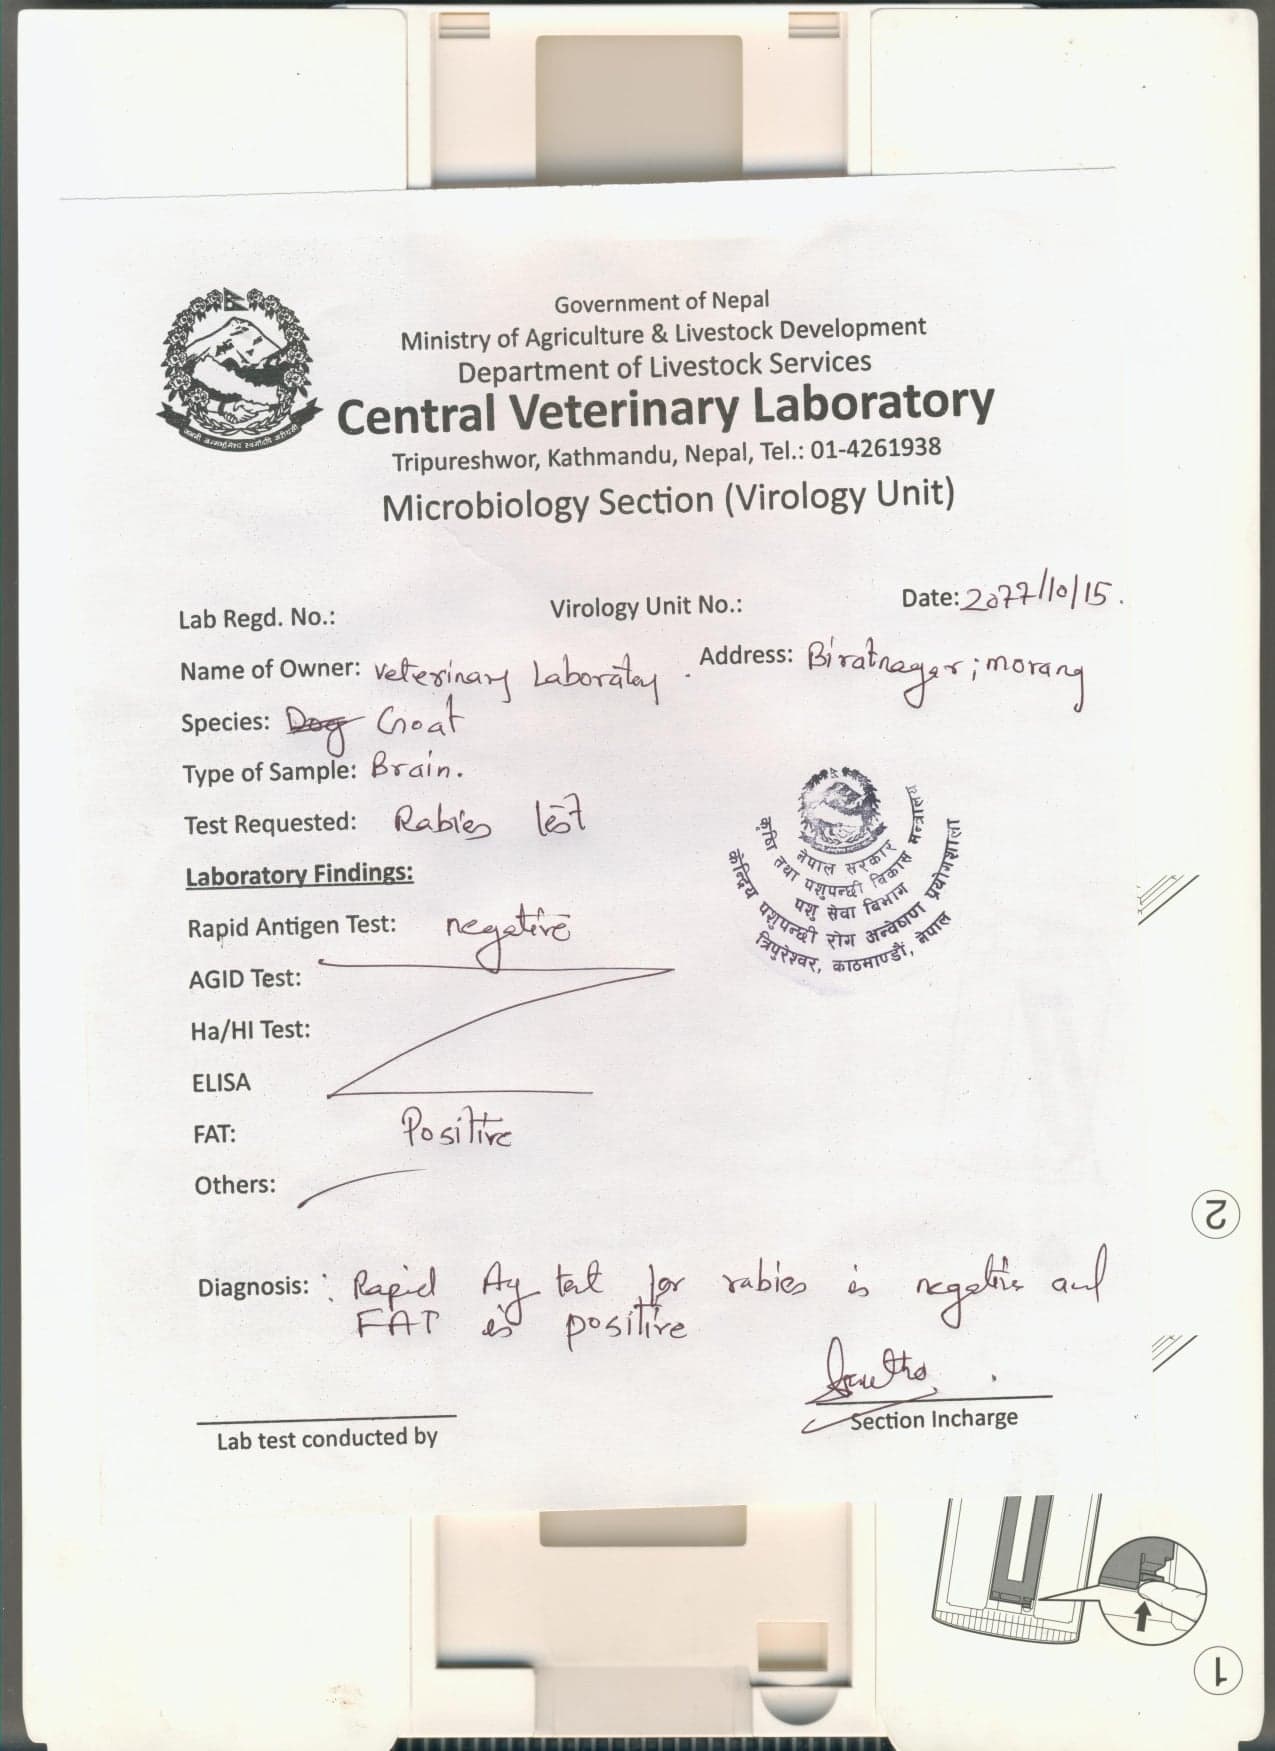 Government of Nepal
Ministry of Agriculture & Livestock Development
Department of Livestock Services
Central Veterinary Laboratory
Tripureshwor, Kathmandu, Nepal, Tel.: 01-4261938
Microbiology Section (Virology Unit)
Lab Regd. No.: Virology Unit No.: Date: 2077/10/15.
Name of Owner: Veterinary Laboratory. Address: Biratnagar; morang
Species: Dog Goat
Type of Sample: Brain.
Test Requested: Rabies test
नेपाल सरकार
कृषि तथा पशुपन्छी विकास मन्त्रालय
पशु सेवा विभाग
केन्द्रिय पशुपन्छी रोग अन्वेषण प्रयोगशाला
त्रिपुरेश्वर, काठमाण्डौं, नेपाल
Laboratory Findings:
Rapid Antigen Test: negative
AGID Test:
Ha/HI Test:
ELISA
FAT: Positive
Others:
Diagnosis: : Rapid Ag test for rabies is negative and
FAT is positive
Lab test conducted by
Section Incharge
2
1